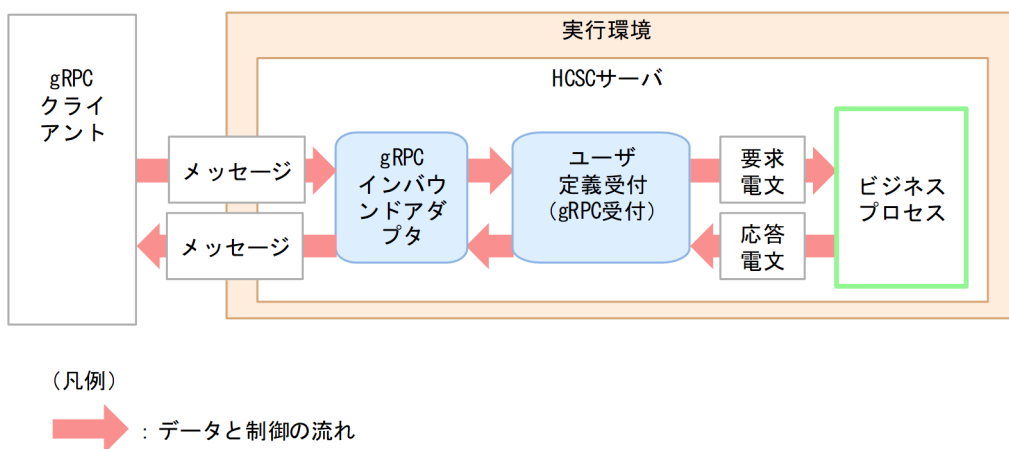 実行環境
HCSCサーバ
gRPC
クライ
アント
メッセージ
gRPC
インバウ
ンドアダ
プタ
ユーザ
定義受付
(gRPC受付)
要求
電文
ビジネス
プロセス
メッセージ
応答
電文
(凡例)
:データと制御の流れ